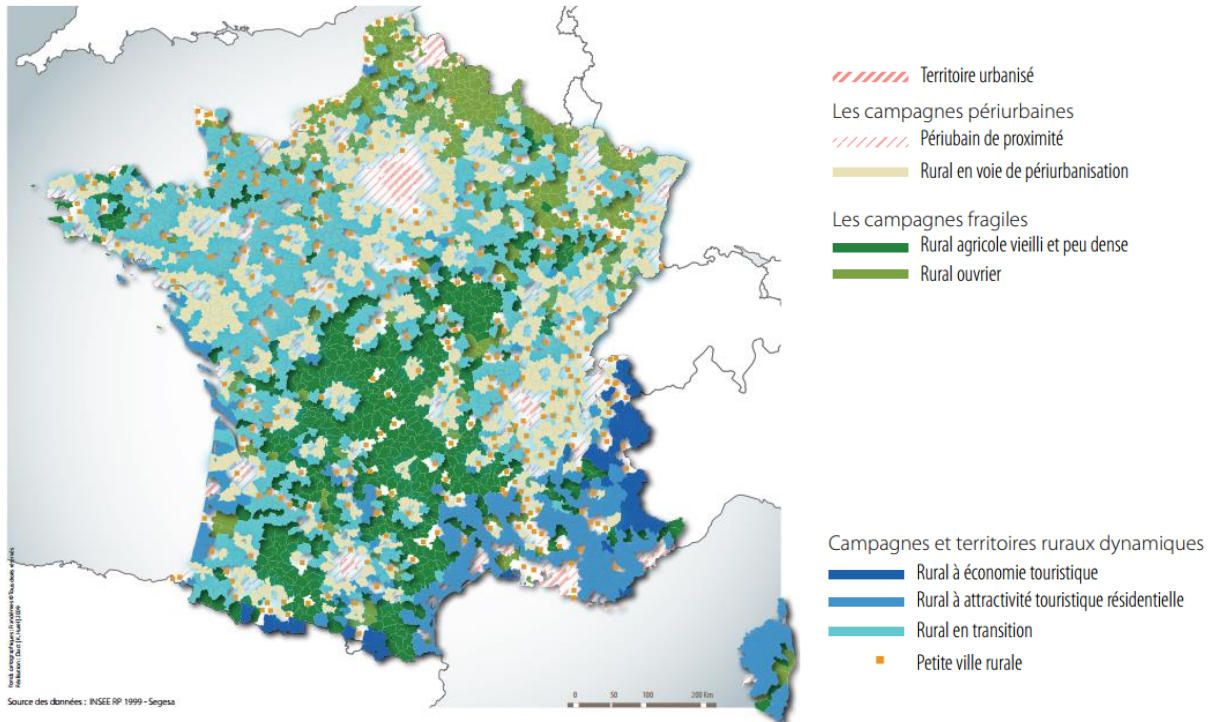 Territoire urbanisé
Les campagnes périurbaines
Périubain de proximité
Rural en voie de périurbanisation
Les campagnes fragiles
Rural agricole vieilli et peu dense
Rural ouvrier
Campagnes et territoires ruraux dynamiques
Rural à économie touristique
Rural à attractivité touristique résidentielle
Rural en transition
Petite ville rurale
0 50 100 200 Km
Source des données : INSEE RP 1999 - Segesa